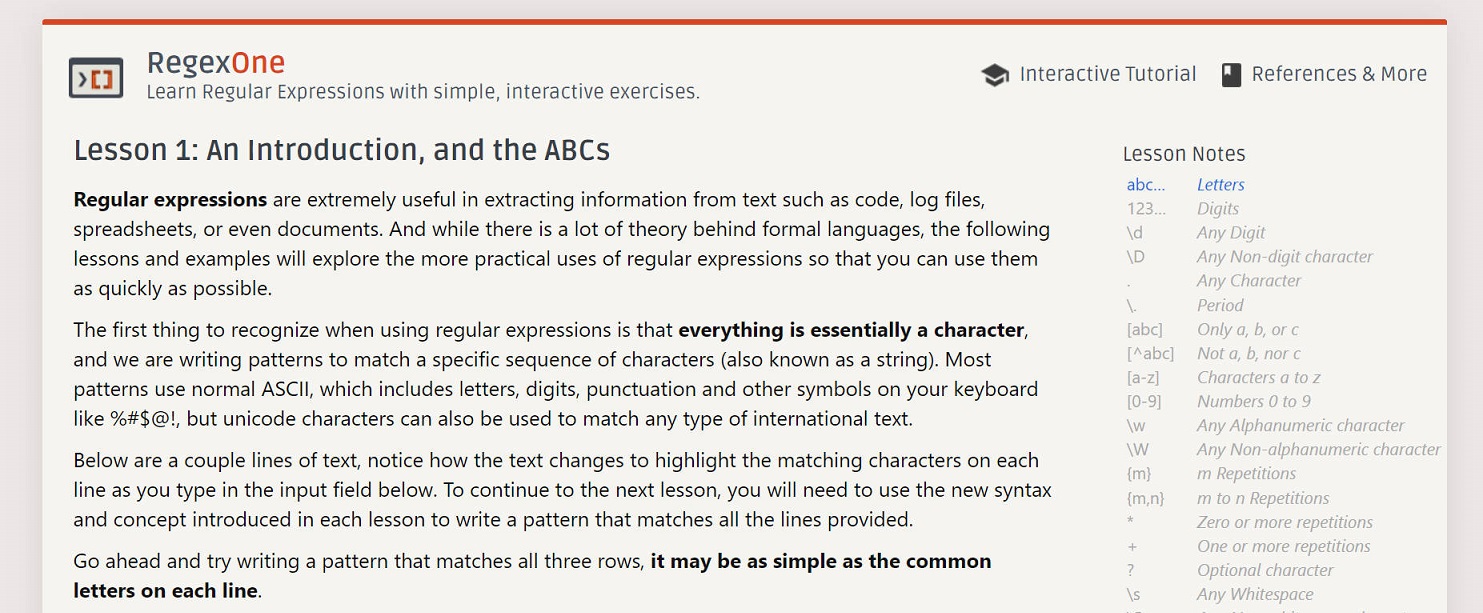 RegexOne
Learn Regular Expressions with simple, interactive exercises.
Interactive Tutorial
References & More
Lesson 1: An Introduction, and the ABCs
Regular expressions are extremely useful in extracting information from text such as code, log files,
spreadsheets, or even documents. And while there is a lot of theory behind formal languages, the following
lessons and examples will explore the more practical uses of regular expressions so that you can use them
as quickly as possible.
The first thing to recognize when using regular expressions is that everything is essentially a character,
and we are writing patterns to match a specific sequence of characters (also known as a string). Most
patterns use normal ASCII, which includes letters, digits, punctuation and other symbols on your keyboard
like %#$@!, but unicode characters can also be used to match any type of international text.
Below are a couple lines of text, notice how the text changes to highlight the matching characters on each
line as you type in the input field below. To continue to the next lesson, you will need to use the new syntax
and concept introduced in each lesson to write a pattern that matches all the lines provided.
Go ahead and try writing a pattern that matches all three rows, it may be as simple as the common
letters on each line.
Lesson Notes
abc… Letters
123… Digits
\d Any Digit
\D Any Non-digit character
. Any Character
\. Period
[abc] Only a, b, or c
[^abc] Not a, b, nor c
[a-z] Characters a to z
[0-9] Numbers 0 to 9
\w Any Alphanumeric character
\W Any Non-alphanumeric character
{m} m Repetitions
{m,n} m to n Repetitions
* Zero or more repetitions
+ One or more repetitions
? Optional character
\s Any Whitespace